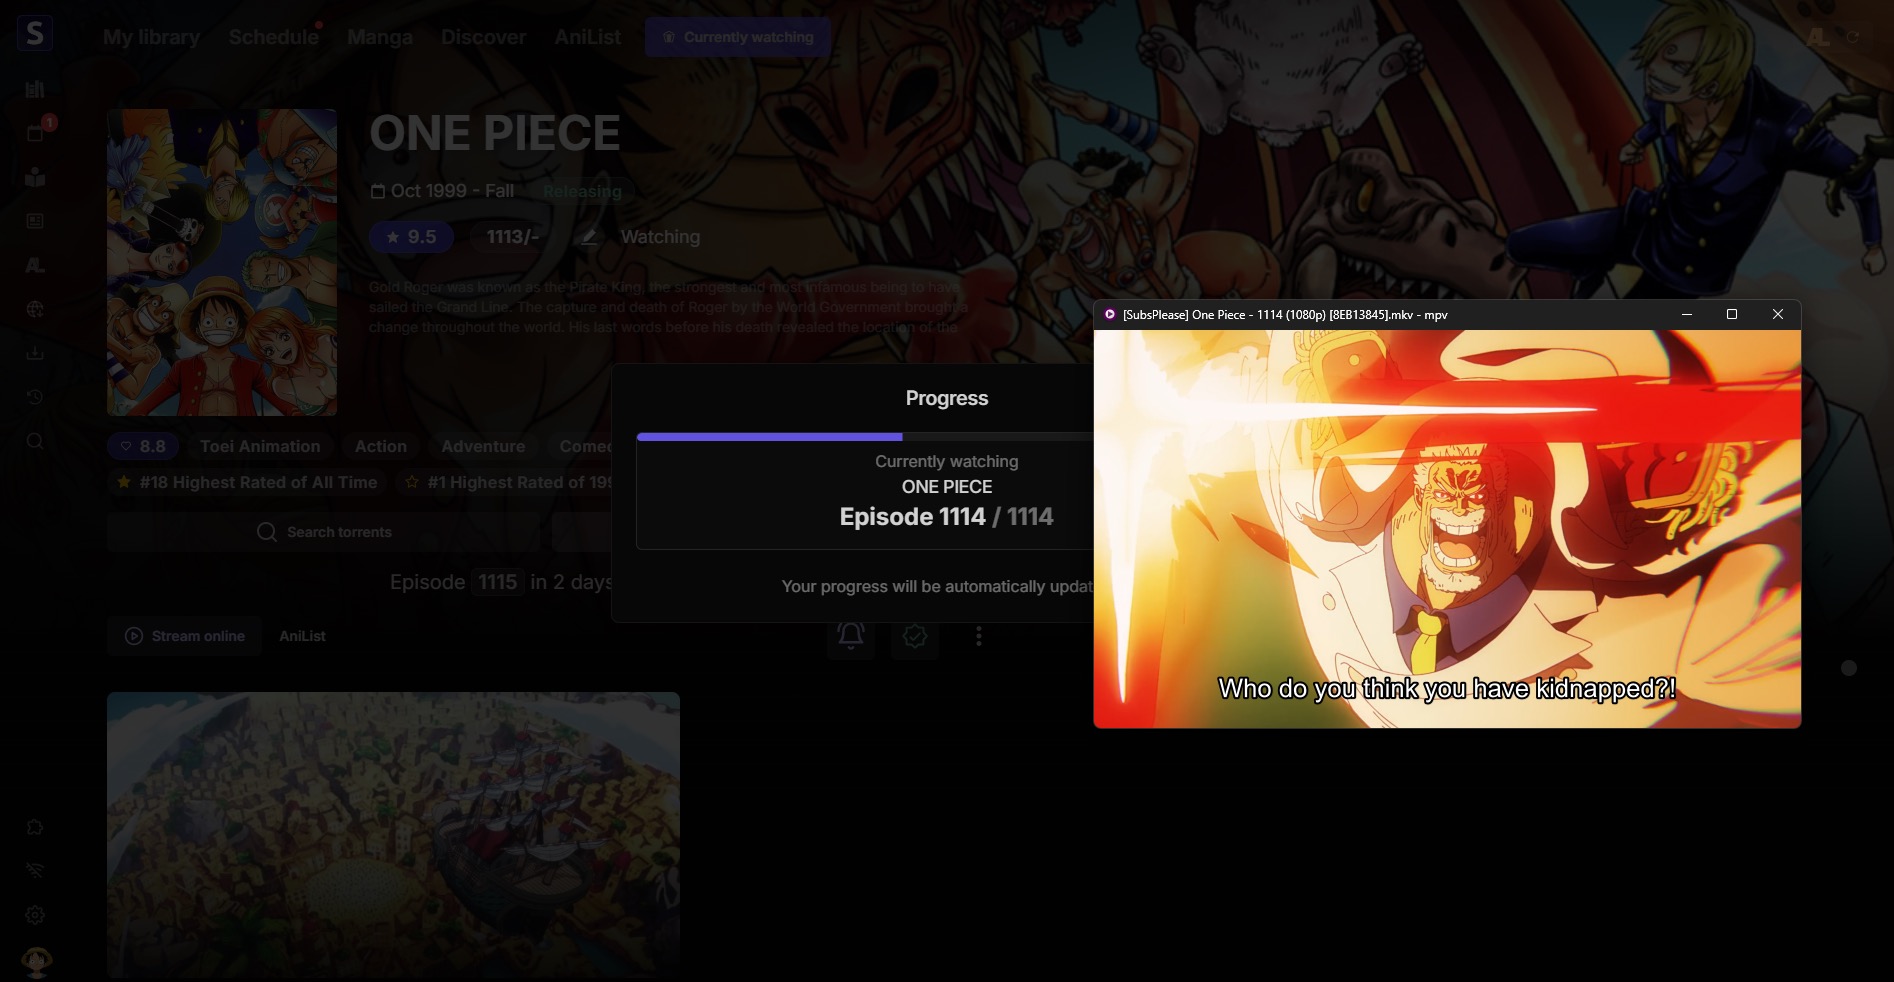 S
My library Schedule Manga Discover AniList Currently watching
1
AL
ONE PIECE
Oct 1999 - Fall Releasing
9.5 1113/- Watching
Gold Roger was known as the Pirate King, the strongest and most infamous being to have
sailed the Grand Line. The capture and death of Roger by the World Government brought a
change throughout the world. His last words before his death revealed the location of the
8.8 Toei Animation Action Adventure
#18 Highest Rated of All Time #1 Highest Rated of
Search torrents
Episode 1115 in 2 days
Stream online AniList
Progress
Currently watching
ONE PIECE
Episode 1114 / 1114
Your progress will be automatically
[SubsPlease] One Piece - 1114 (1080p) [8EB13845].mkv - mpv
Who do you think you have kidnapped?!